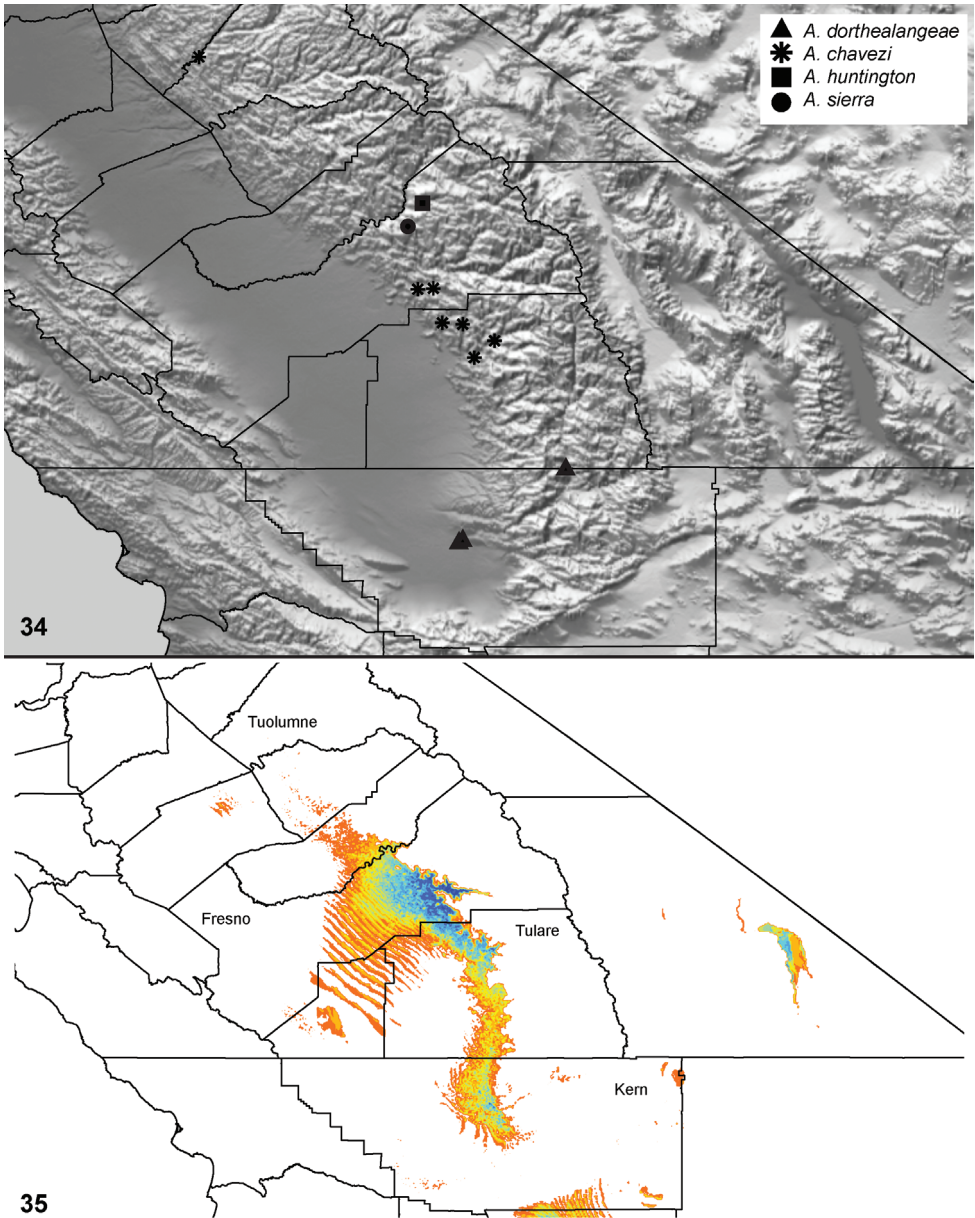 A. dorthealangeae
A. chavezi
A. huntington
A. sierra
34
Tuolumne
Fresno
Tulare
Kern
35